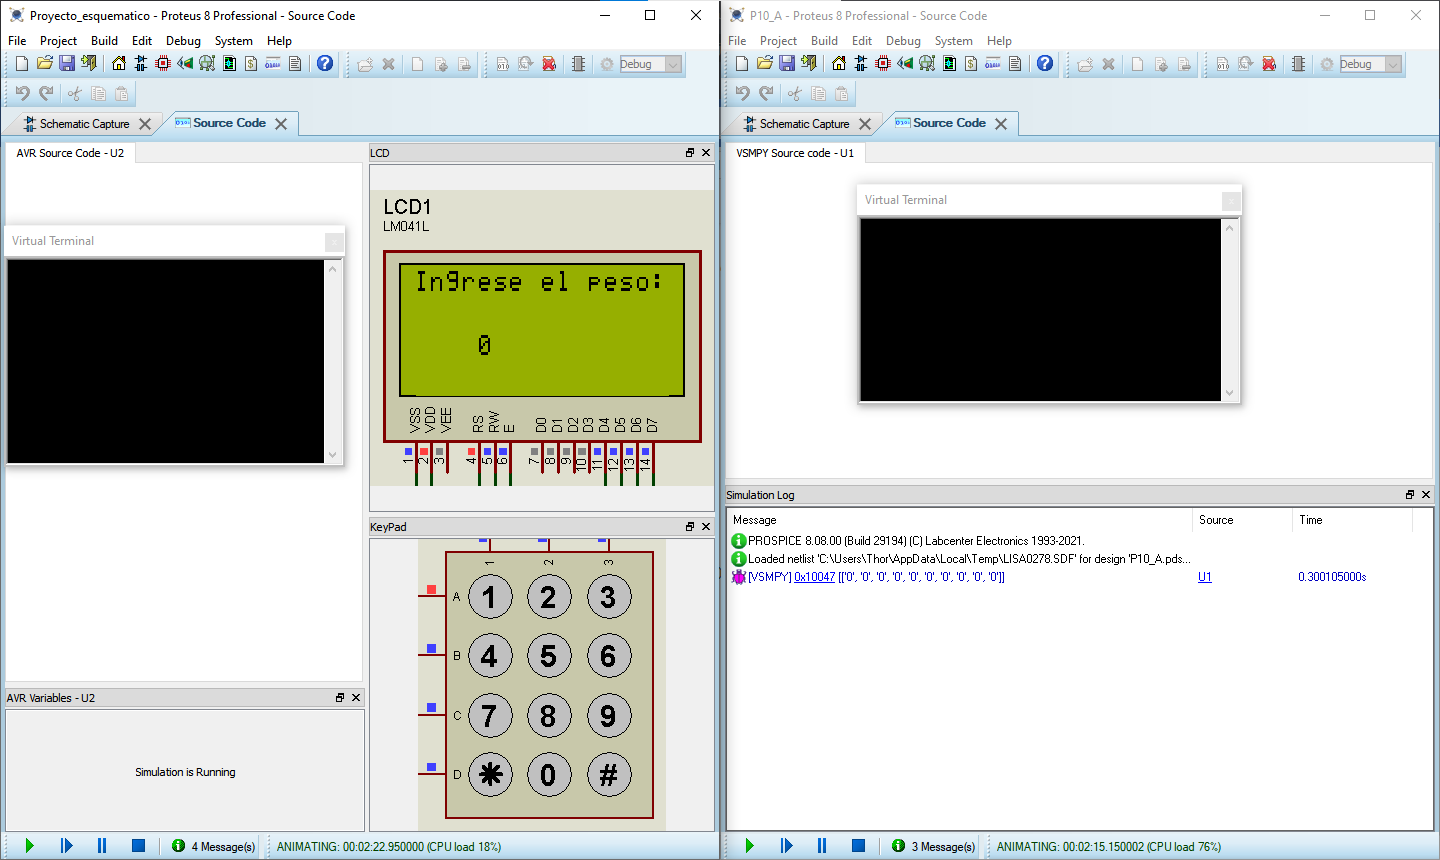 Proyecto_esquematico - Proteus 8 Professional - Source Code
File Project Build Edit Debug System Help
Debug
Schematic Capture
Source Code
AVR Source Code - U2
Virtual Terminal
LCD
LCD1
LM041L
Ingrese el peso:
0
VSS VDD VEE RS RW E D0 D1 D2 D3 D4 D5 D6 D7
1 2 3 4 5 6 7 8 9 10 11 12 13 14
KeyPad
1 2 3
A 1 2 3
B 4 5 6
C 7 8 9
D * 0 #
AVR Variables - U2
Simulation is Running
4 Message(s)
ANIMATING: 00:02:22.950000 (CPU load 18%)
P10_A - Proteus 8 Professional - Source Code
File Project Build Edit Debug System Help
Debug
Schematic Capture
Source Code
VSMPY Source code - U1
Virtual Terminal
Simulation Log
Message Source Time
PROSPICE 8.08.00 (Build 29194) (C) Labcenter Electronics 1993-2021.
Loaded netlist 'C:\Users\Thor\AppData\Local\Temp\LISA0278.SDF' for design 'P10_A.pds...
[VSMPY] 0x10047 [['0', '0', '0', '0', '0', '0', '0', '0', '0', '0']] U1 0.300105000s
3 Message(s)
ANIMATING: 00:02:15.150002 (CPU load 76%)